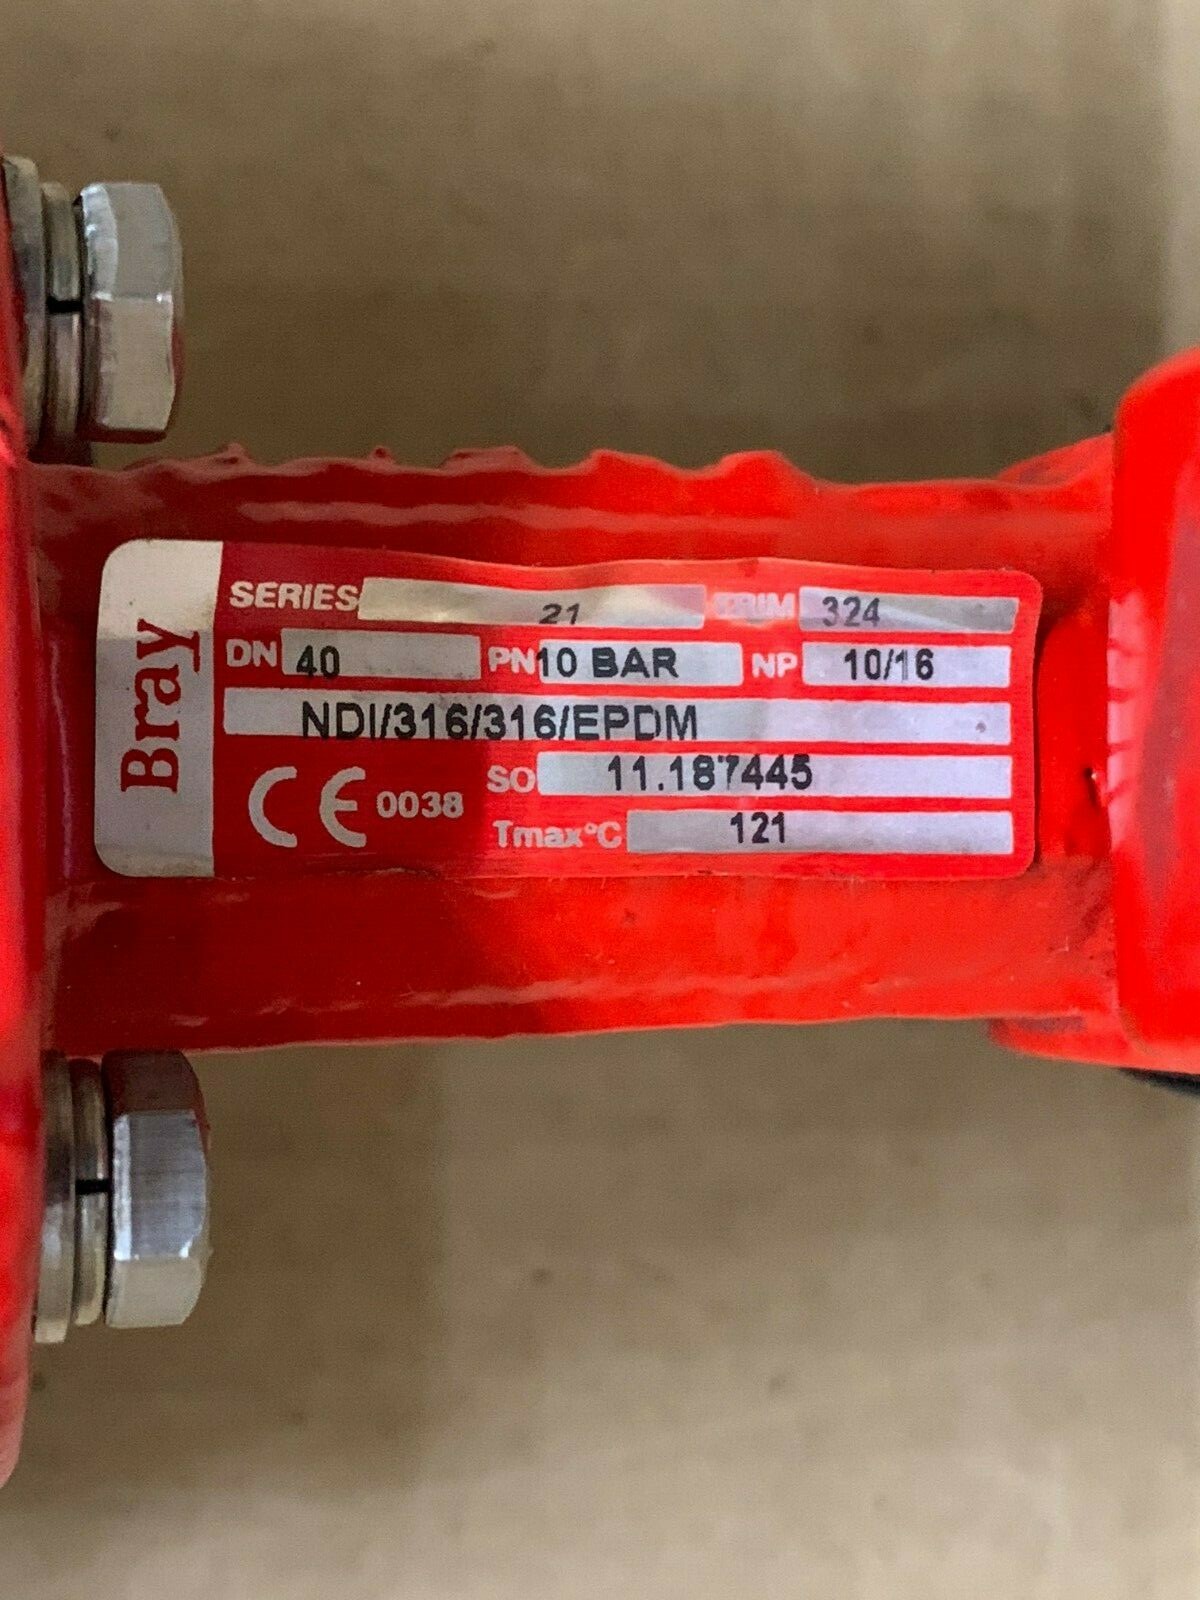 Bray
SERIES 21 TRIM 324
DN 40 PN 10 BAR NP 10/16
NDI/316/316/EPDM
CE 0038 SO 11.187445
Tmax°C 121